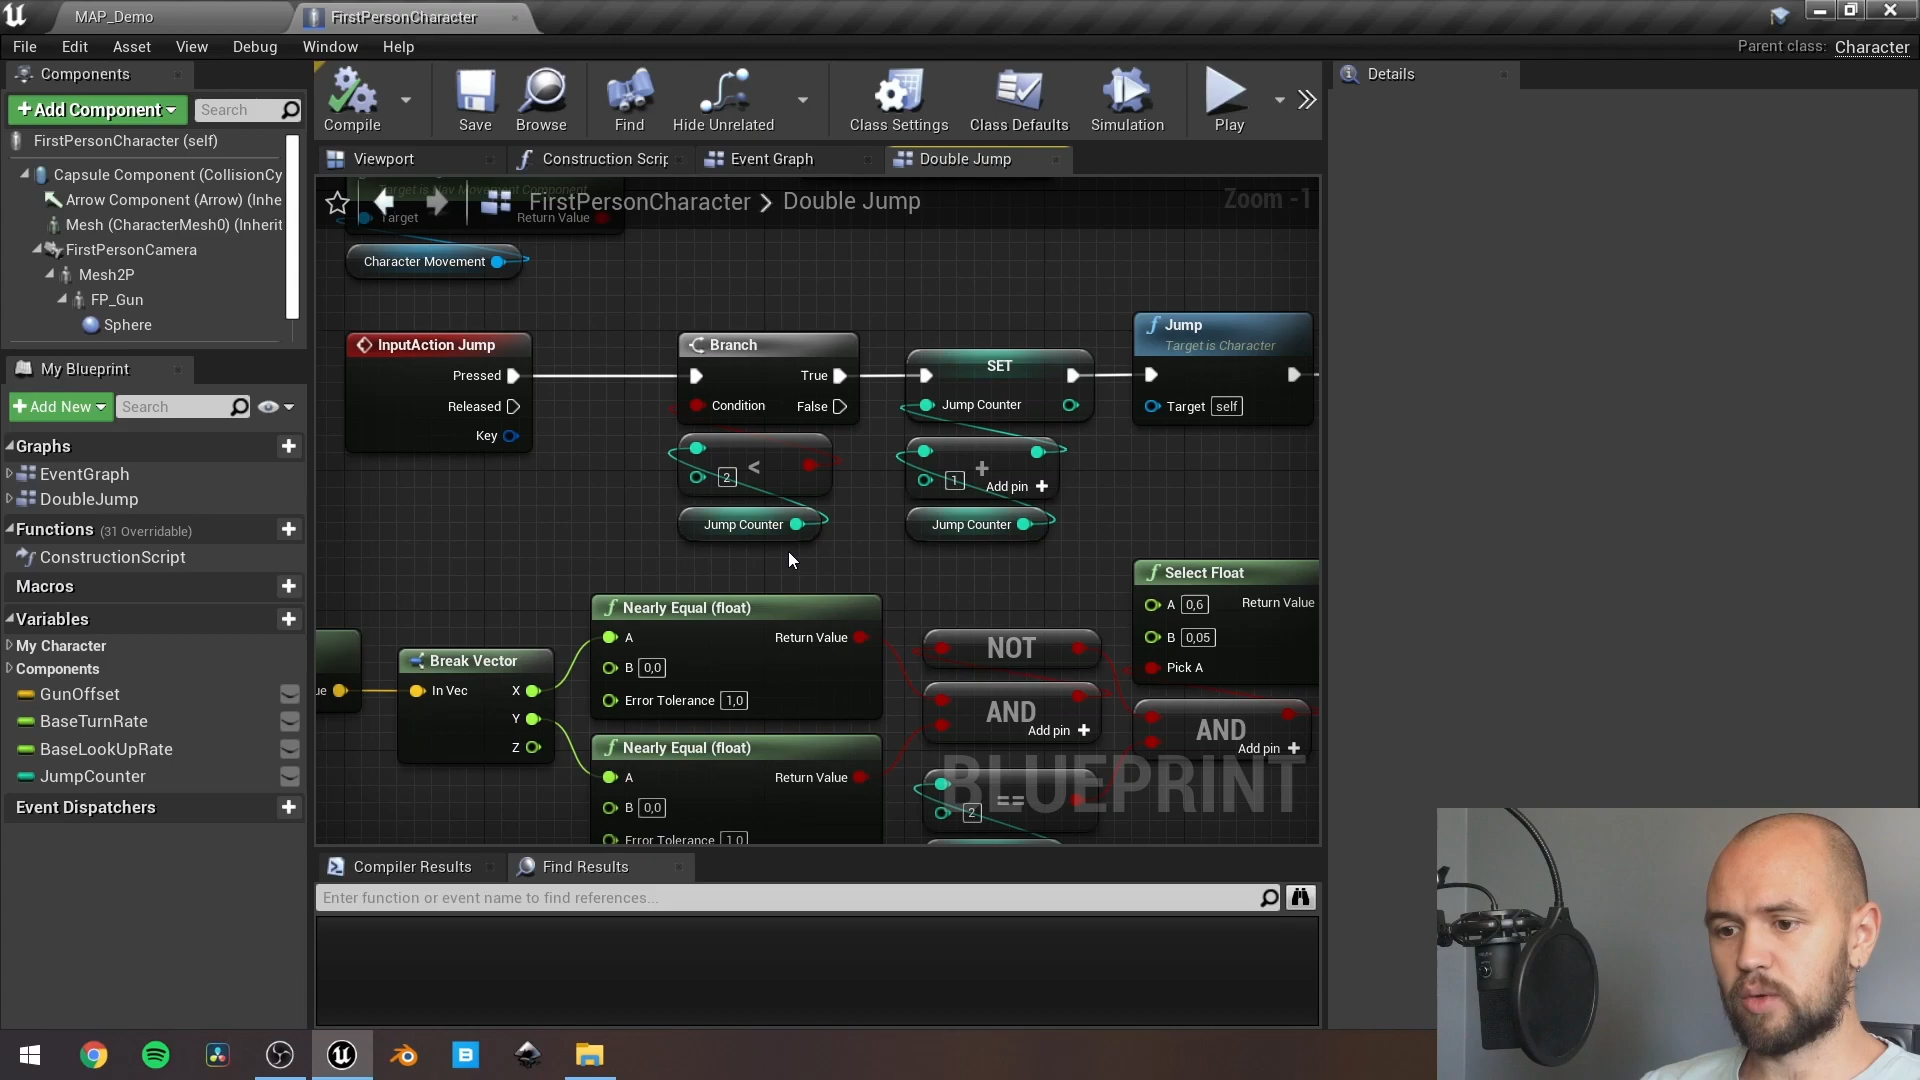 MAP_Demo
FirstPersonCharacter
File
Edit
Asset
View
Debug
Window
Help
Parent class: Character
Components
+Add Component
Search
FirstPersonCharacter (self)
Capsule Component (CollisionCy
Arrow Component (Arrow) (Inhe
Mesh (CharacterMesh0) (Inherit
FirstPersonCamera
Mesh2P
FP_Gun
Sphere
My Blueprint
+Add New
Search
Graphs
EventGraph
DoubleJump
Functions (31 Overridable)
ConstructionScript
Macros
Variables
My Character
Components
GunOffset
BaseTurnRate
BaseLookUpRate
JumpCounter
Event Dispatchers
Compile
Save
Browse
Find
Hide Unrelated
Class Settings
Class Defaults
Simulation
Play
Details
Viewport
Construction Scrip
Event Graph
Double Jump
Target is Nav Movement Component
FirstPersonCharacter > Double Jump
Zoom -1
Target
Return Value
Character Movement
InputAction Jump
Pressed
Released
Key
Branch
True
Condition
False
< 2
Jump Counter
SET
Jump Counter
+ 1
Add pin +
Jump Counter
Jump
Target is Character
Target self
Select Float
A 0,6
Return Value
B 0,05
Pick A
ue
Break Vector
In Vec
X
Y
Z
Nearly Equal (float)
A
Return Value
B 0,0
Error Tolerance 1,0
Nearly Equal (float)
A
Return Value
B 0,0
Error Tolerance 1,0
NOT
AND
Add pin +
AND
Add pin +
== 2
BLUEPRINT
Compiler Results
Find Results
Enter function or event name to find references...